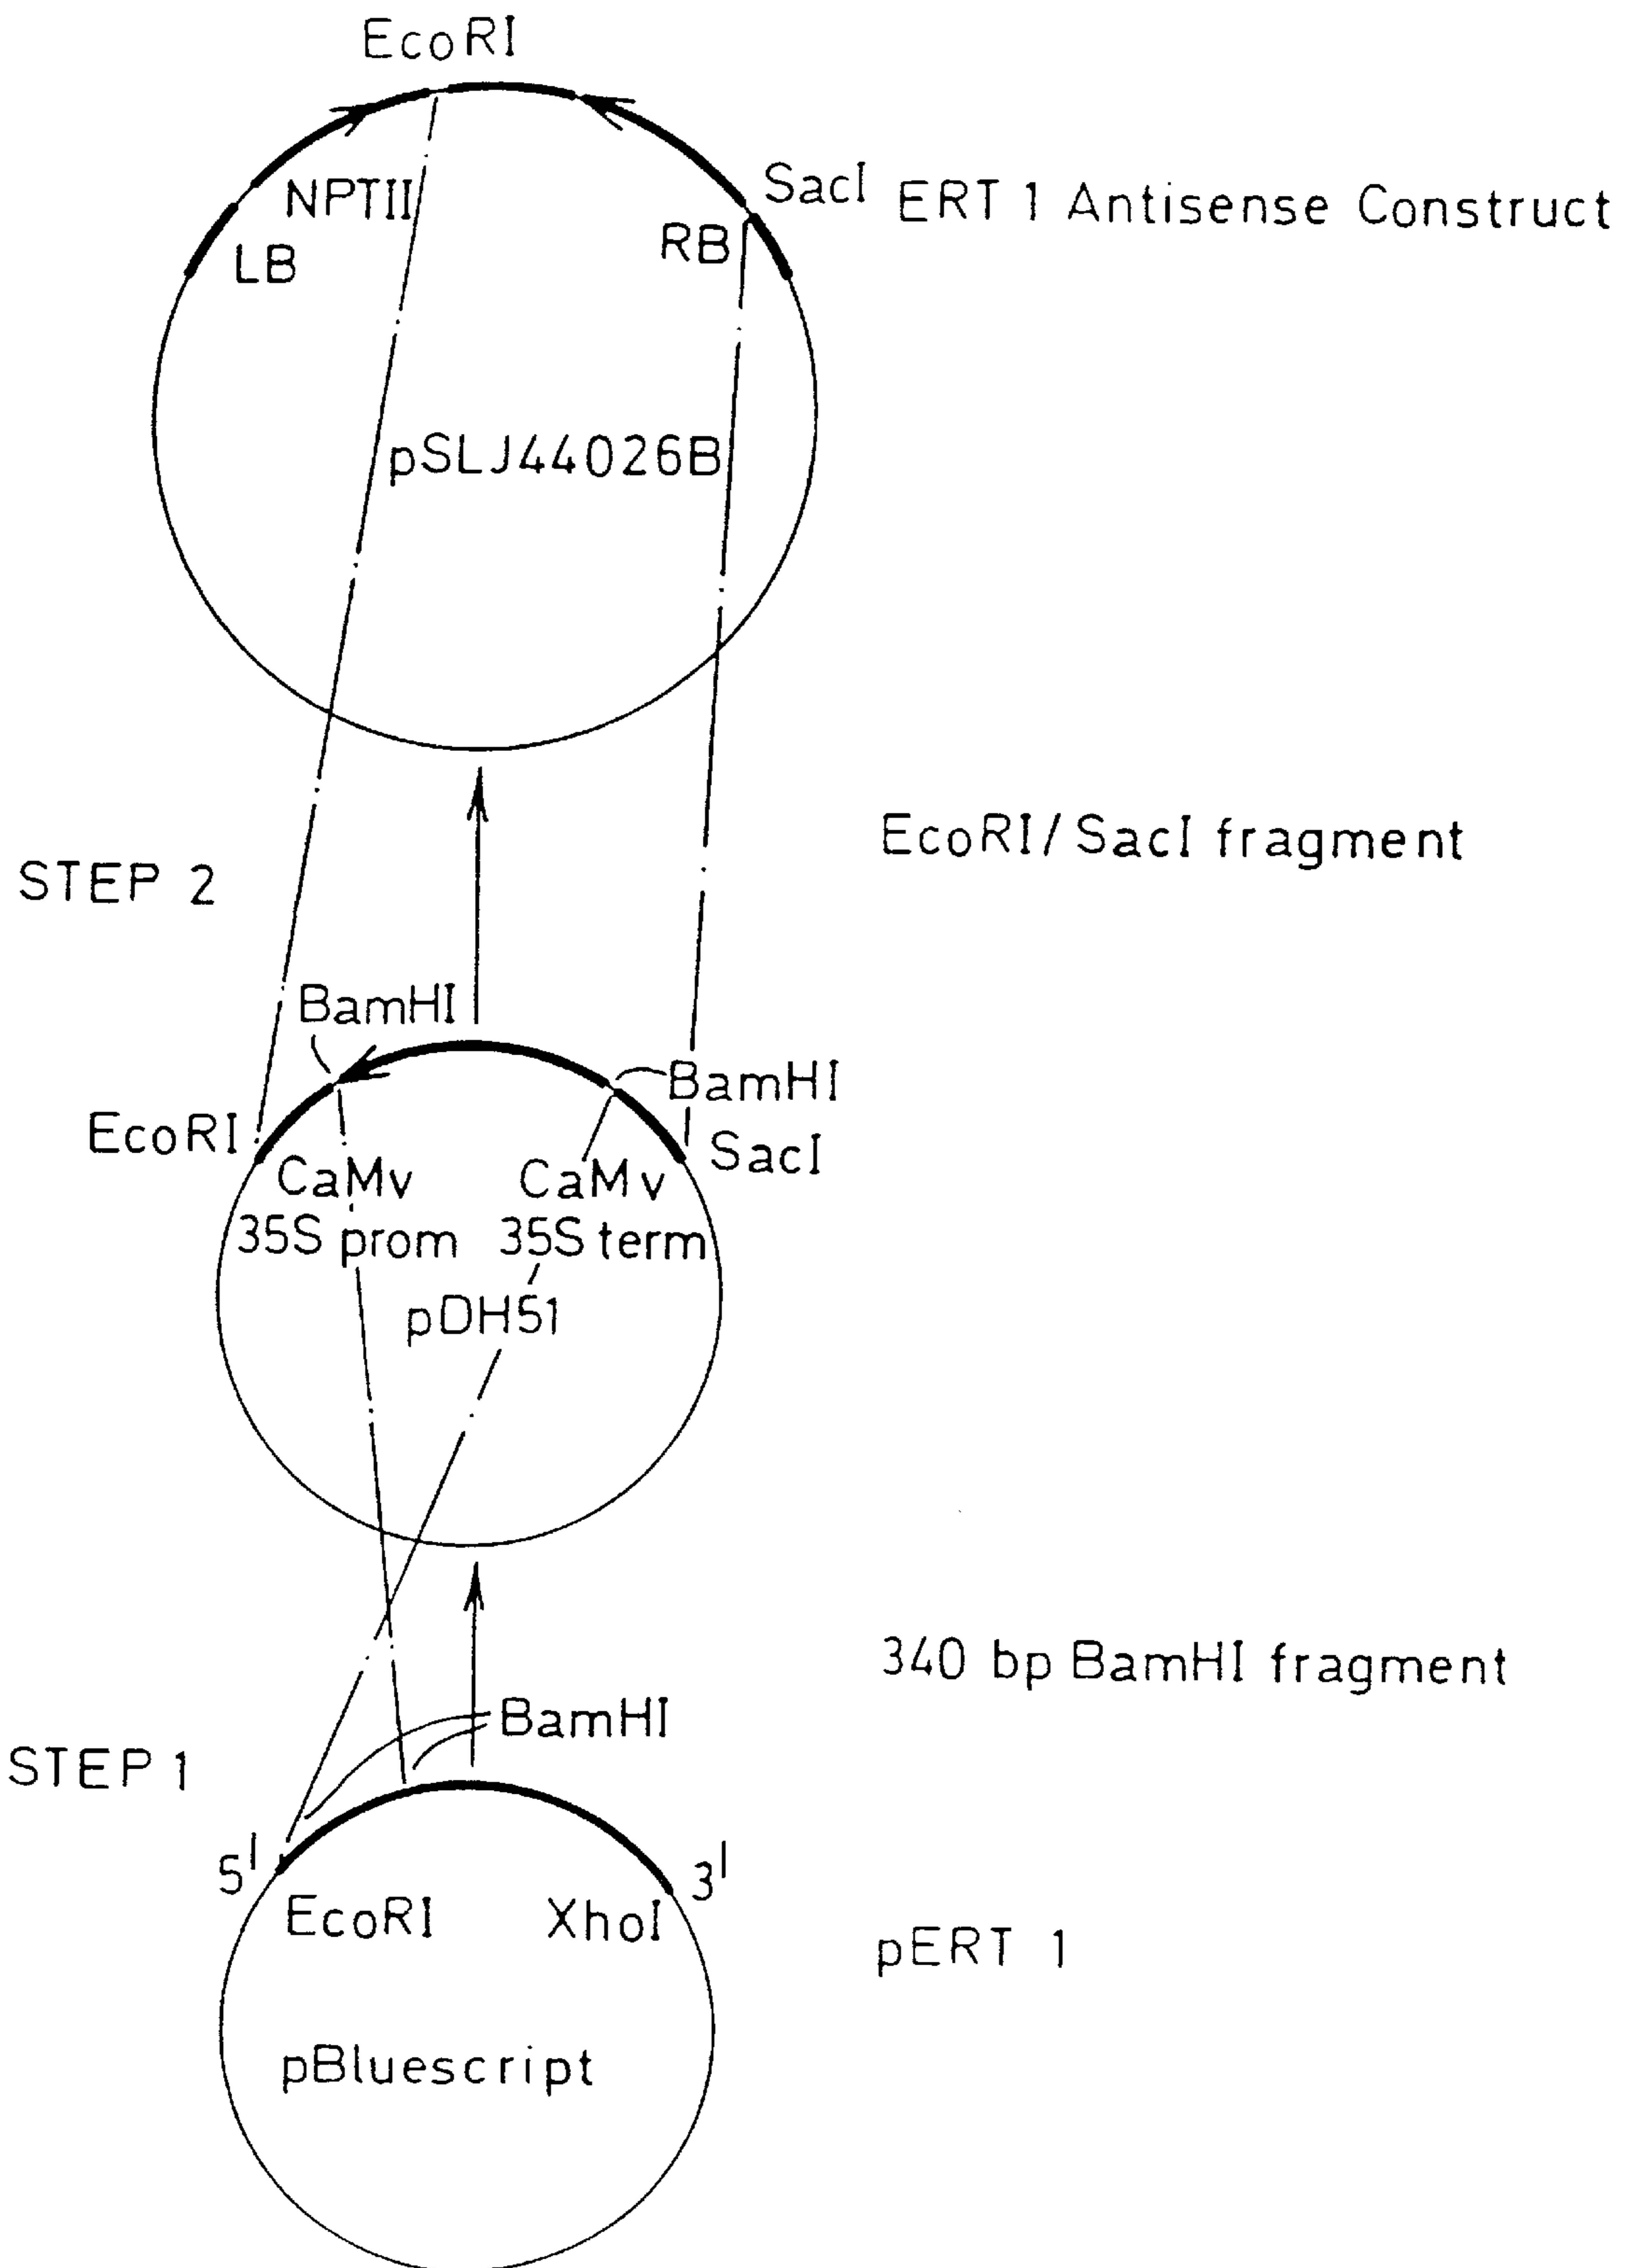 EcoRI
NPTII
LB
SacI
RB
ERT 1 Antisense Construct
pSLJ44026B
EcoRI/SacI fragment
STEP 2
BamHI
BamHI
EcoRI
SacI
CaMv
35S prom
CaMv
35S term
pDH51
340 bp BamHI fragment
BamHI
STEP 1
5'
3'
EcoRI
XhoI
pERT 1
pBluescript